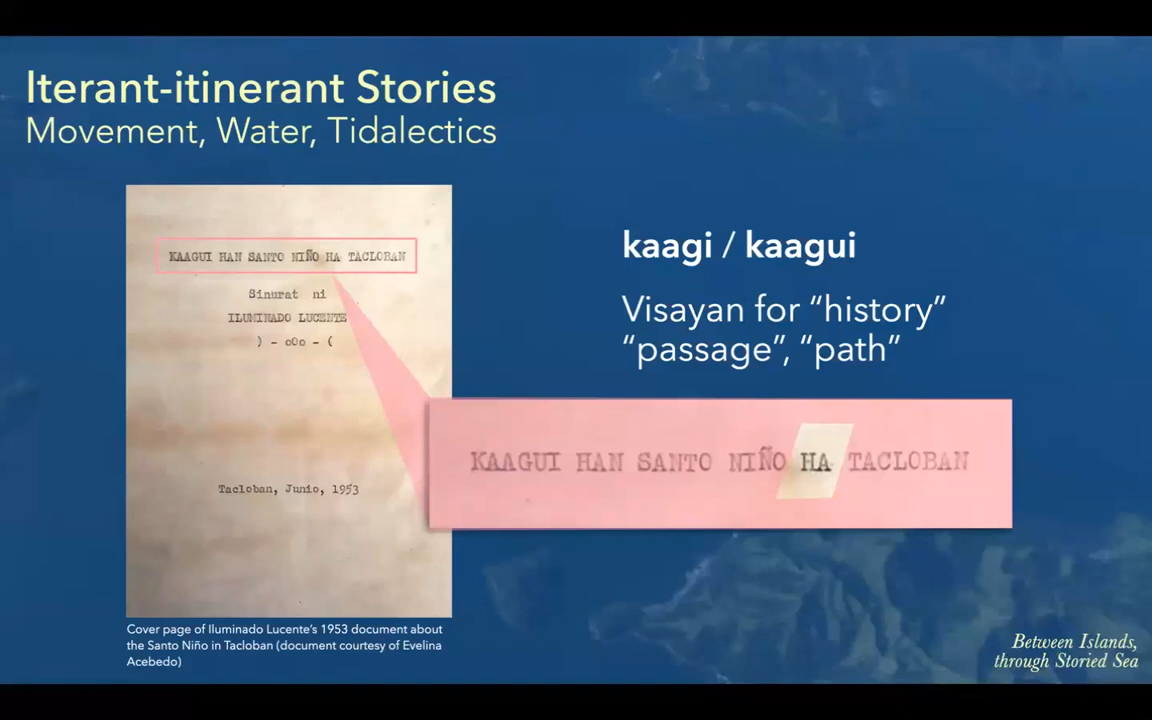 Iterant-itinerant Stories
Movement, Water, Tidalectics
KAAGUI HAN SANTO NIÑO HA TACLOBAN
Sinurat ni
ILUMINADO LUCENTE
) - oOo - (
Tacloban, Junio, 1953
Cover page of Iluminado Lucente's 1953 document about
the Santo Niño in Tacloban (document courtesy of Evelina
Acebedo)
kaagi / kaagui
Visayan for “history”
“passage”, “path”
KAAGUI HAN SANTO NIÑO HA TACLOBAN
Between Islands,
through Storied Sea